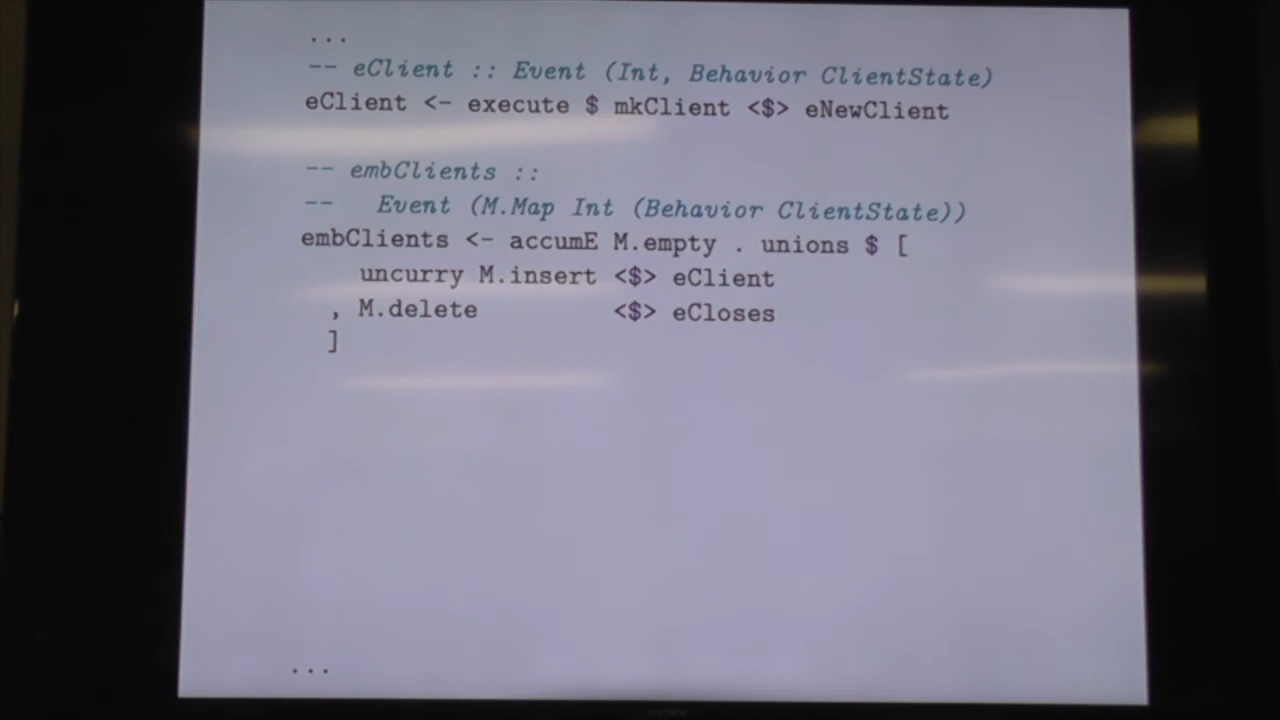 ...
-- eClient :: Event (Int, Behavior ClientState)
eClient <- execute $ mkClient <$> eNewClient
-- embClients ::
--   Event (M.Map Int (Behavior ClientState))
embClients <- accumE M.empty . unions $ [
    uncurry M.insert <$> eClient
  , M.delete         <$> eCloses
  ]
...